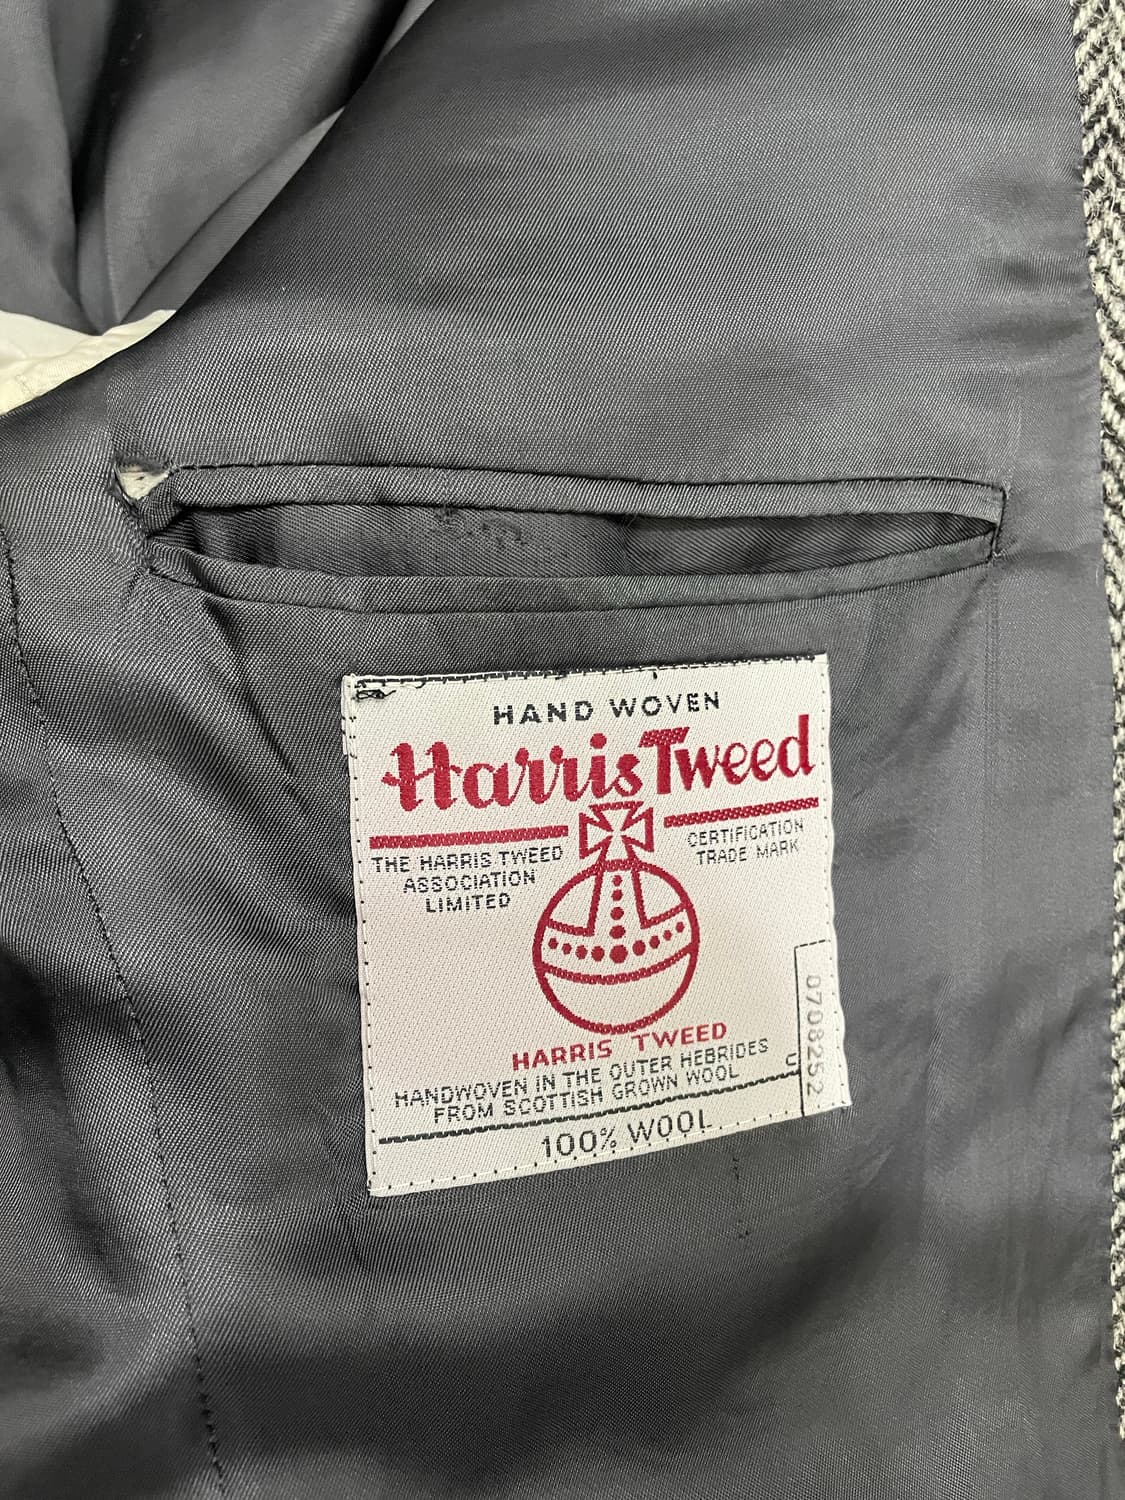 HAND WOVEN
Harris Tweed
THE HARRIS TWEED
ASSOCIATION
LIMITED
CERTIFICATION
TRADE MARK
HARRIS TWEED
HANDWOVEN IN THE OUTER HEBRIDES
FROM SCOTTISH GROWN WOOL
U
0708252
100% WOOL